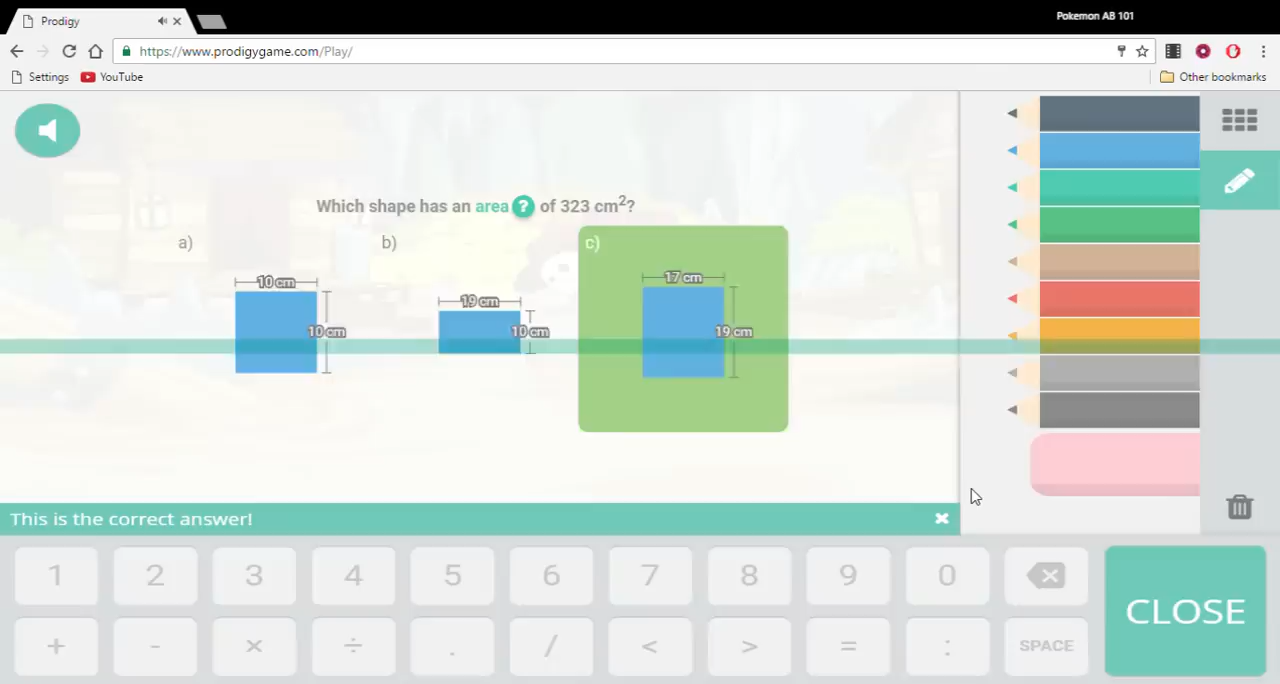 Prodigy
Pokemon AB 101
https://www.prodigygame.com/Play/
Settings YouTube Other bookmarks
Which shape has an area ? of 323 cm²?
a) b) c)
10 cm
10 cm
19 cm
10 cm
17 cm
19 cm
This is the correct answer!
1 2 3 4 5 6 7 8 9 0
CLOSE
+ - × ÷ . / < > = : SPACE